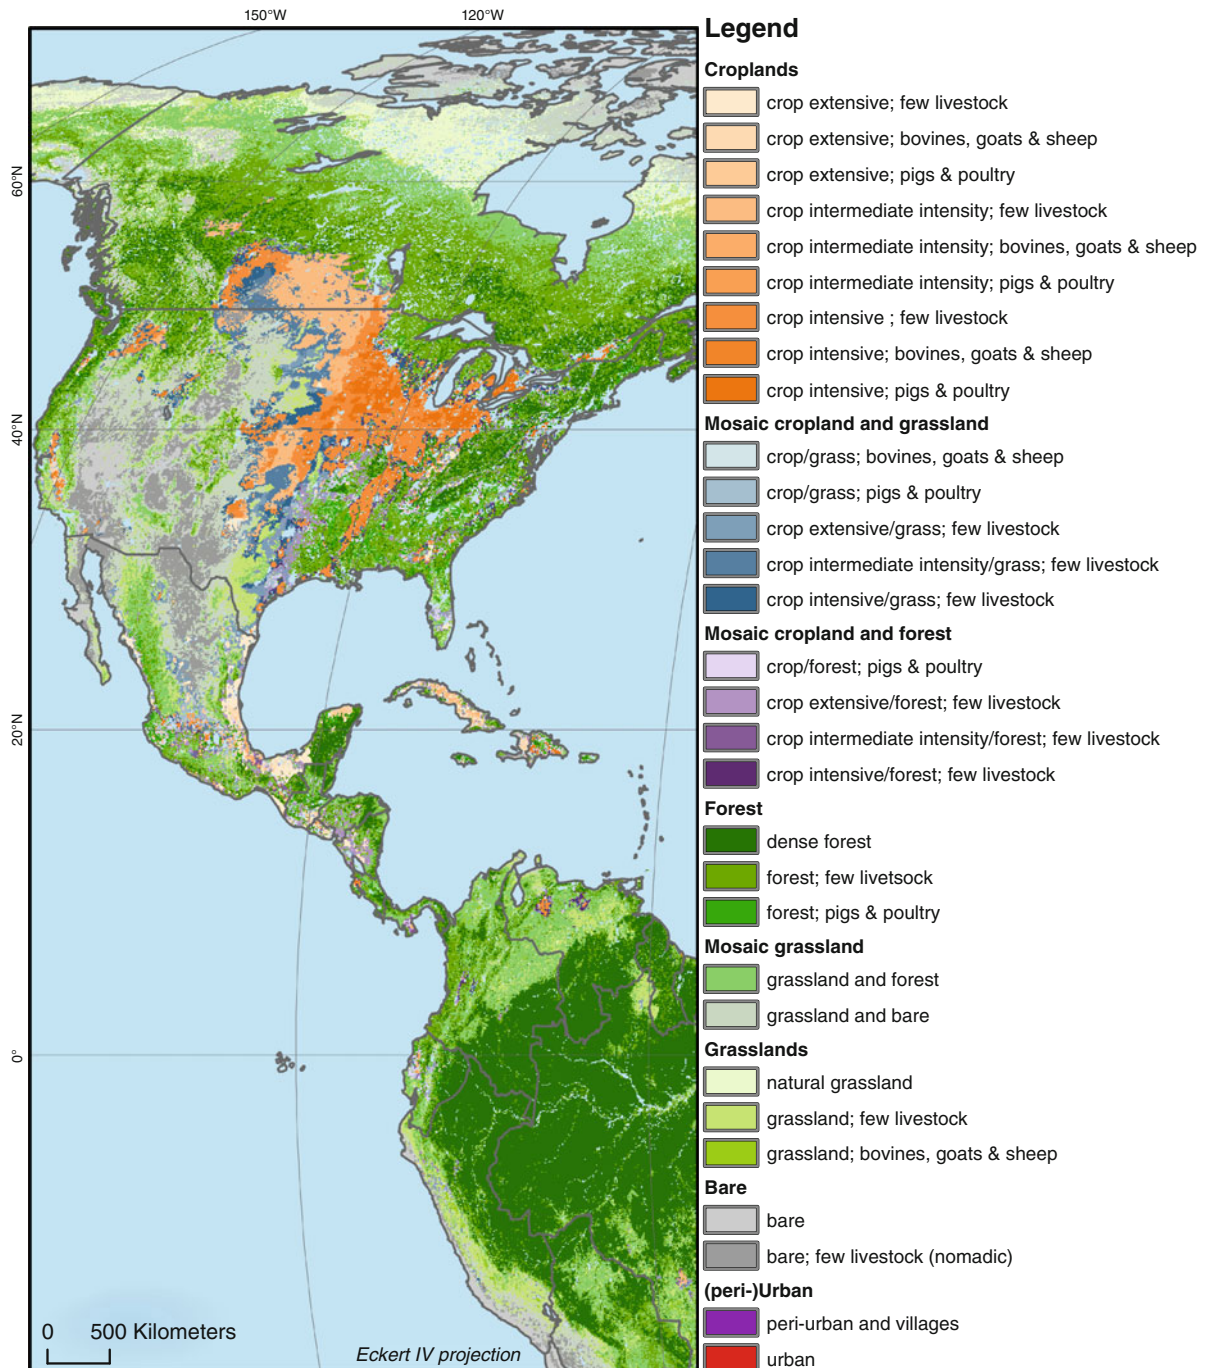 150°W 120°W
60°N
40°N
20°N
0°
0 500 Kilometers
Eckert IV projection
Legend
Croplands
crop extensive; few livestock
crop extensive; bovines, goats & sheep
crop extensive; pigs & poultry
crop intermediate intensity; few livestock
crop intermediate intensity; bovines, goats & sheep
crop intermediate intensity; pigs & poultry
crop intensive ; few livestock
crop intensive; bovines, goats & sheep
crop intensive; pigs & poultry
Mosaic cropland and grassland
crop/grass; bovines, goats & sheep
crop/grass; pigs & poultry
crop extensive/grass; few livestock
crop intermediate intensity/grass; few livestock
crop intensive/grass; few livestock
Mosaic cropland and forest
crop/forest; pigs & poultry
crop extensive/forest; few livestock
crop intermediate intensity/forest; few livestock
crop intensive/forest; few livestock
Forest
dense forest
forest; few livetsock
forest; pigs & poultry
Mosaic grassland
grassland and forest
grassland and bare
Grasslands
natural grassland
grassland; few livestock
grassland; bovines, goats & sheep
Bare
bare
bare; few livestock (nomadic)
(peri-)Urban
peri-urban and villages
urban